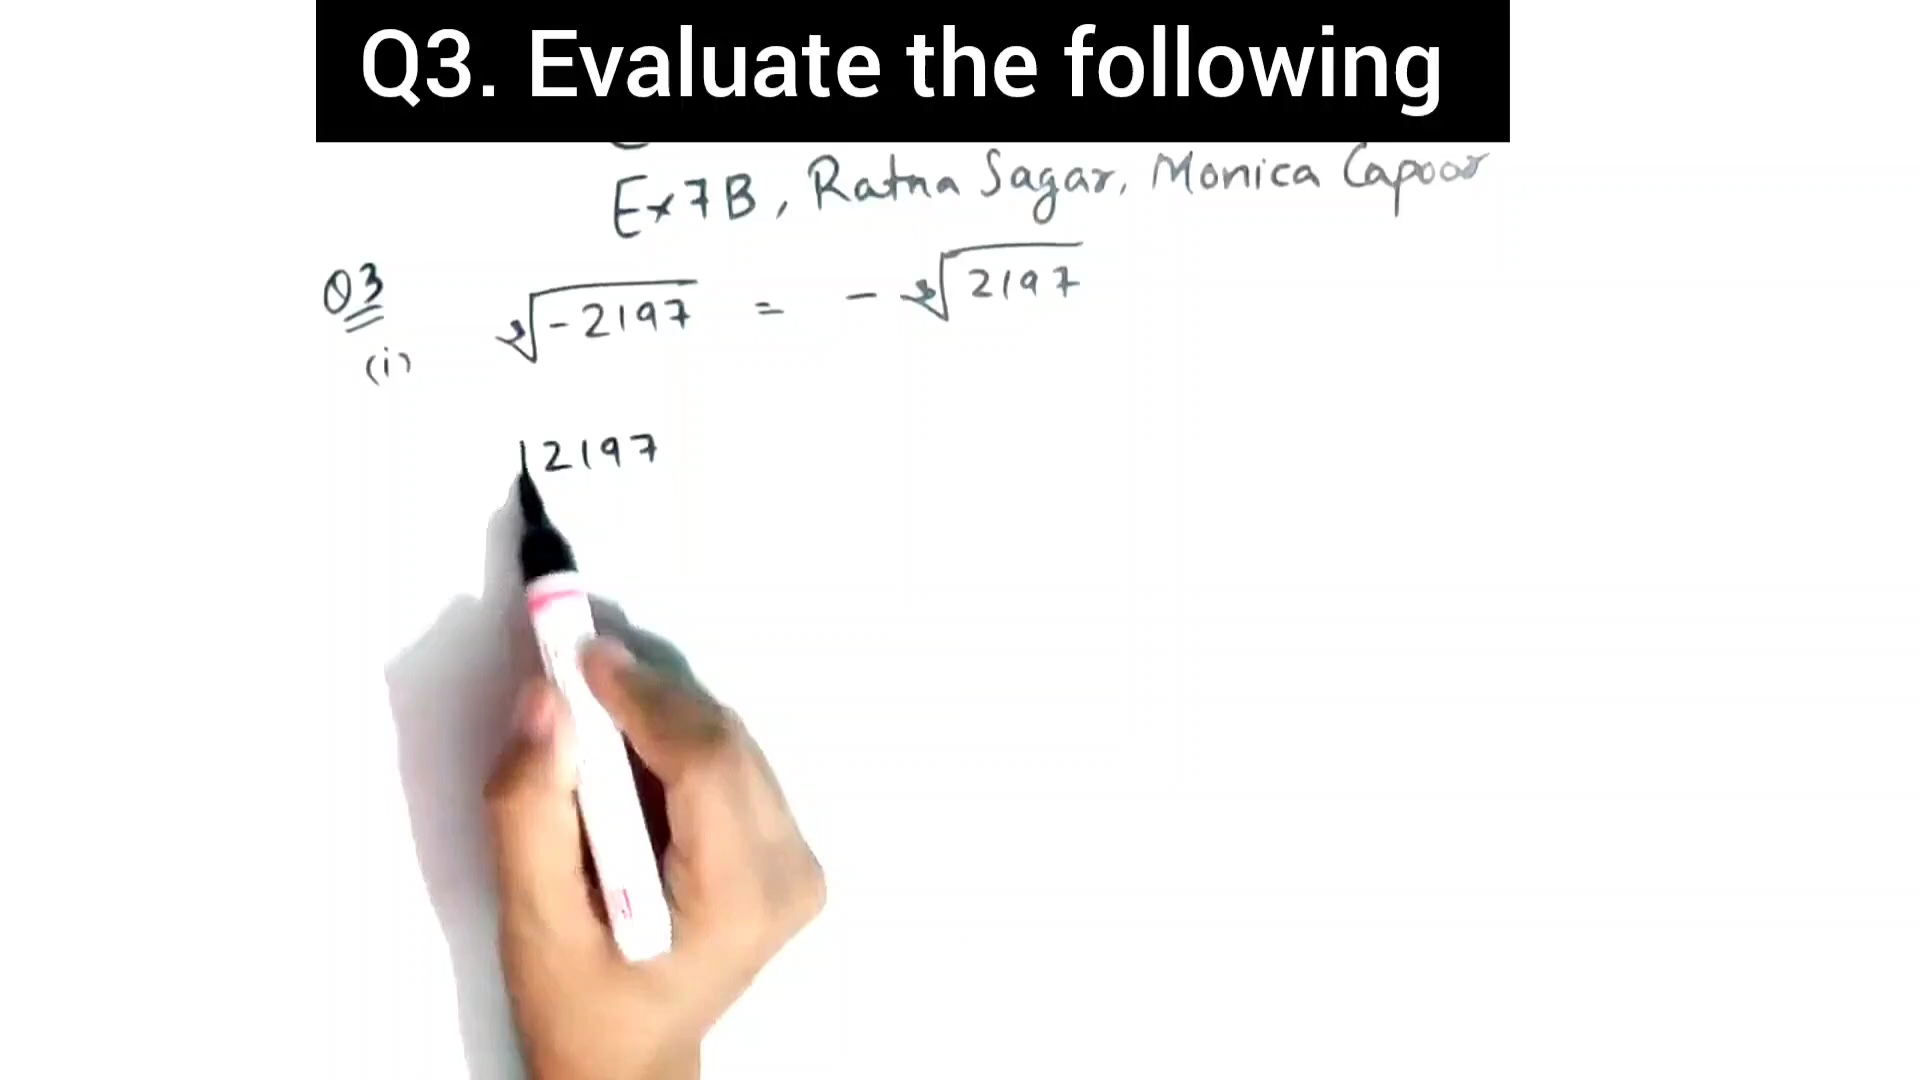 Q3. Evaluate the following
Ex 7B, Ratna Sagar, Monica Capoor
Q3
(i) ∛-2197 = - ∛2197
2197